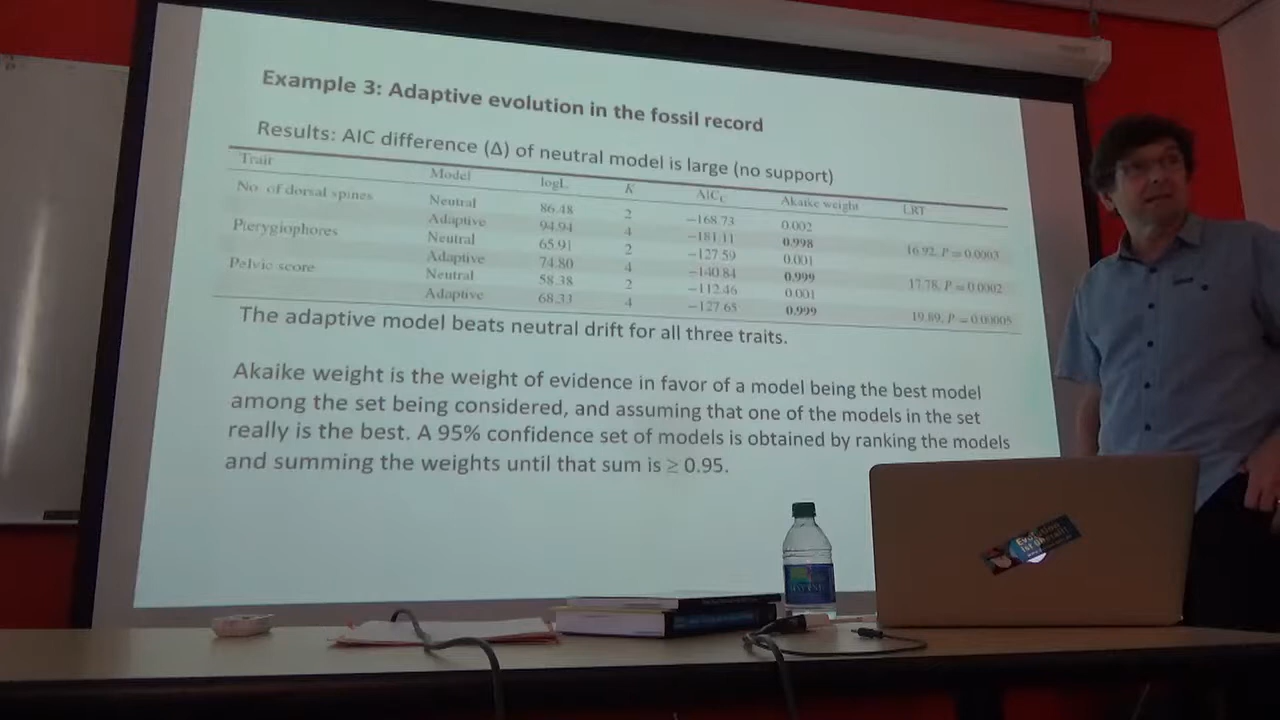 Example 3: Adaptive evolution in the fossil record
Results: AIC difference (Δ) of neutral model is large (no support)
Trait Model logL K AICc Akaike weight LRT
No. of dorsal spines Neutral 86.48 2 −168.73 0.002
Adaptive 94.94 4 −181.11 0.998 16.92, P = 0.0003
Pterygiophores Neutral 65.91 2 −127.59 0.001
Adaptive 74.80 4 −140.84 0.999 17.78, P = 0.0002
Pelvic score Neutral 58.38 2 −112.46 0.001
Adaptive 68.33 4 −127.65 0.999 19.89, P = 0.00005
The adaptive model beats neutral drift for all three traits.
Akaike weight is the weight of evidence in favor of a model being the best model
among the set being considered, and assuming that one of the models in the set
really is the best. A 95% confidence set of models is obtained by ranking the models
and summing the weights until that sum is ≥ 0.95.
Evolution